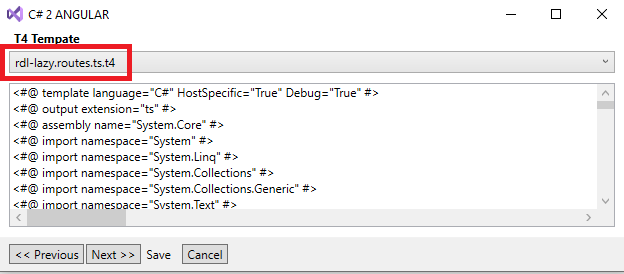 C# 2 ANGULAR
T4 Tempate
rdl-lazy.routes.ts.t4
<#@ template language="C#" HostSpecific="True" Debug="True" #>
<#@ output extension="ts" #>
<#@ assembly name="System.Core" #>
<#@ import namespace="System" #>
<#@ import namespace="System.Linq" #>
<#@ import namespace="System.Collections" #>
<#@ import namespace="System.Collections.Generic" #>
<#@ import namespace="System.Text" #>
<< Previous Next >> Save Cancel